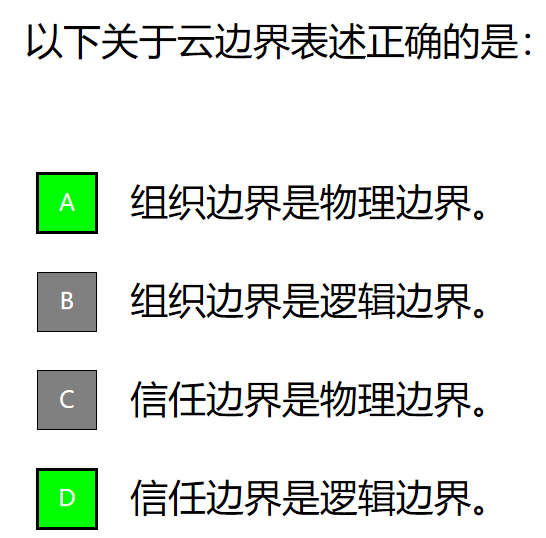 以下关于云边界表述正确的是：
A 组织边界是物理边界。
B 组织边界是逻辑边界。
C 信任边界是物理边界。
D 信任边界是逻辑边界。